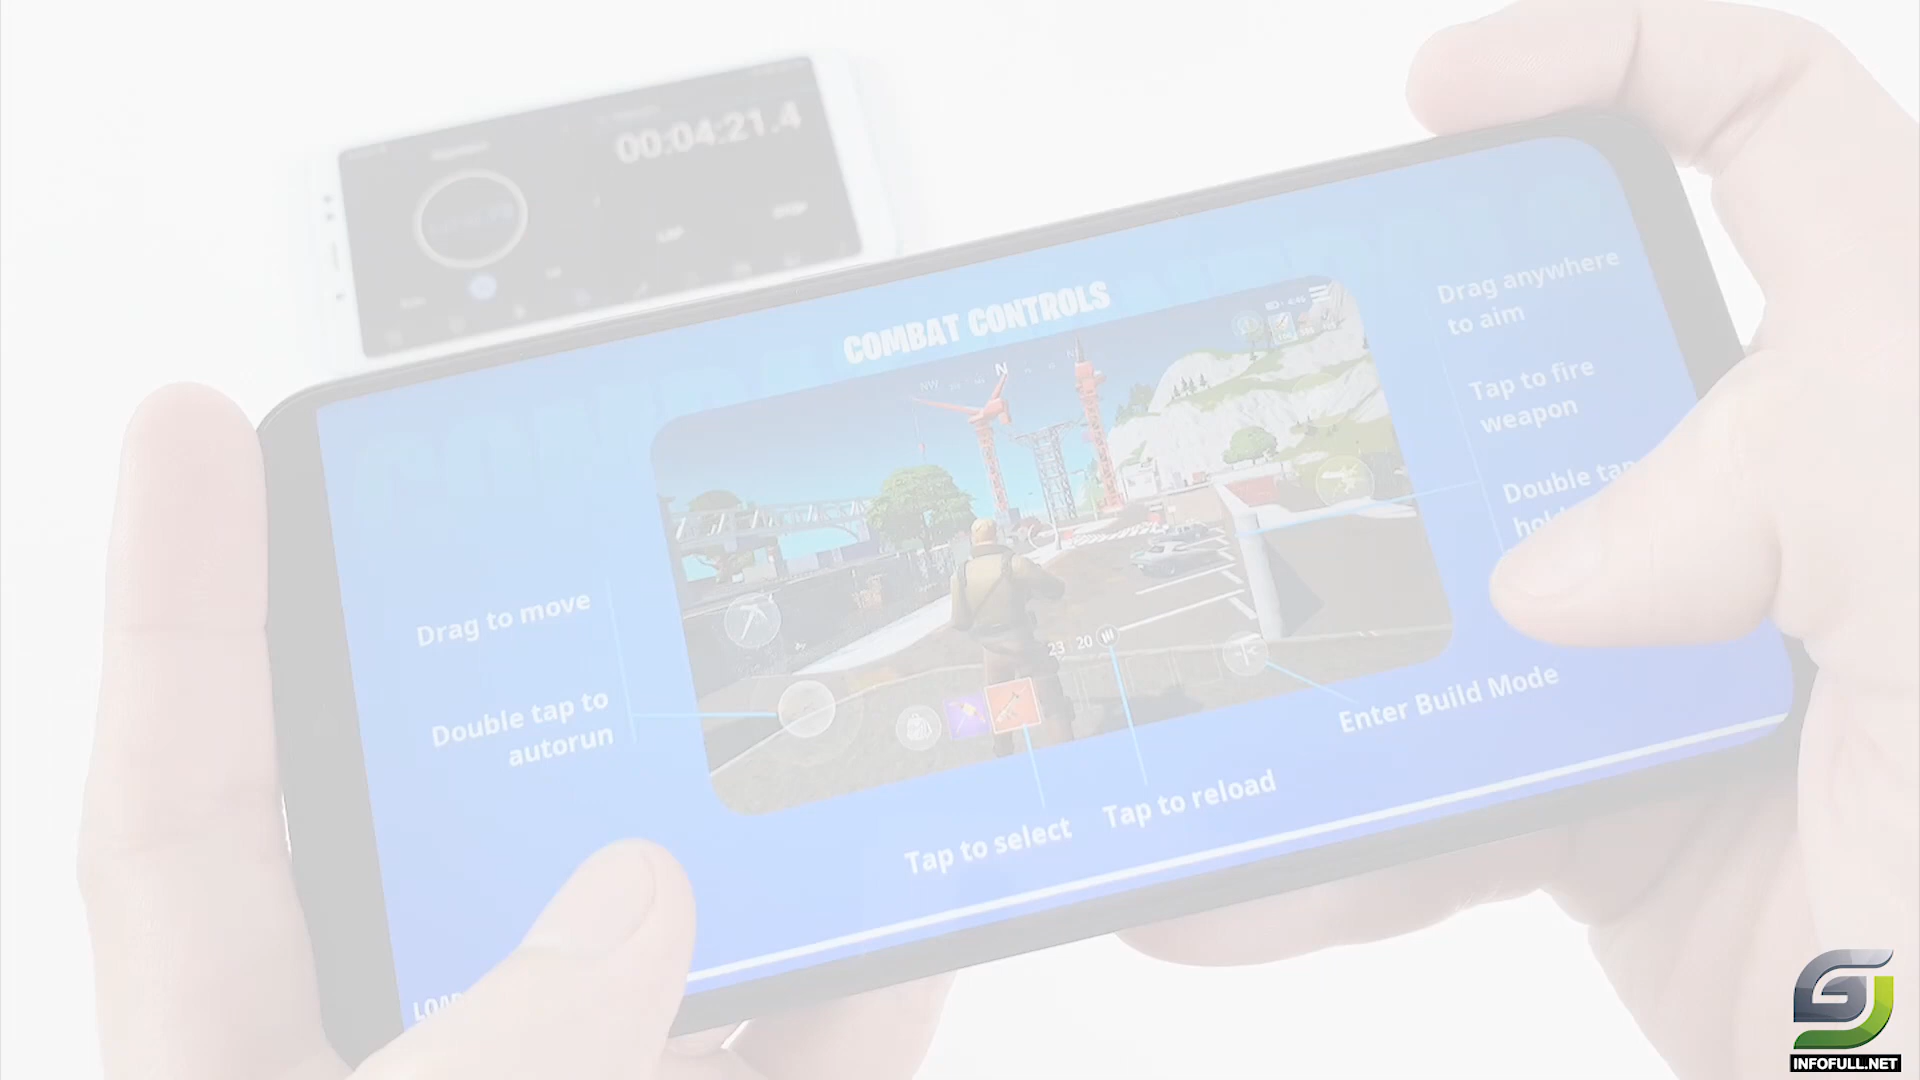 00:04:21.4
COMBAT CONTROLS
NW
N
Drag anywhere
to aim
Tap to fire
weapon
Double tap
Drag to move
Double tap to
autorun
23 20
Enter Build Mode
Tap to reload
Tap to select
INFOFULL.NET